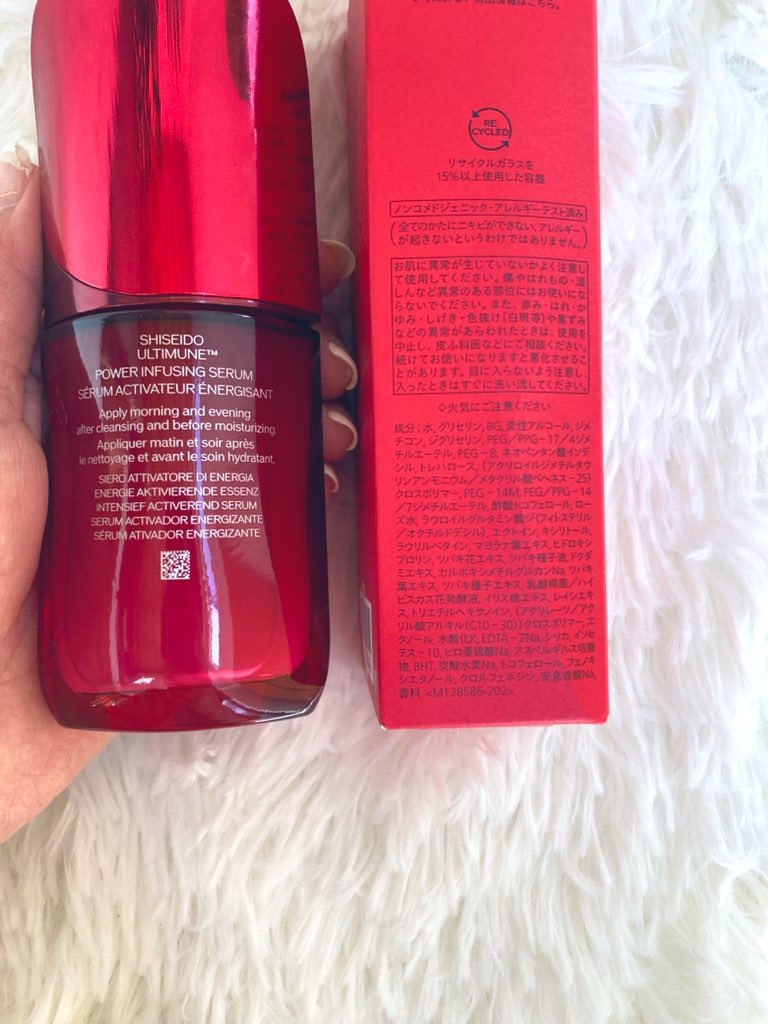 SHISEIDO
ULTIMUNE™
POWER INFUSING SERUM
SÉRUM ACTIVATEUR ÉNERGISANT
Apply morning and evening
after cleansing and before moisturizing.
Appliquer matin et soir après
le nettoyage et avant le soin hydratant.
SIERO ATTIVATORE DI ENERGIA
ENERGIE AKTIVIERENDE ESSENZ
INTENSIEF ACTIVEREND SERUM
SERUM ACTIVADOR ENERGIZANTE
SÉRUM ATIVADOR ENERGIZANTE
商品情報はこちら。
RE
CYCLED
リサイクルガラスを
15%以上使用した容器
ノンコメドジェニック・アレルギーテスト済み
(全てのかたにニキビができない、アレルギー
が起きないというわけではありません。)
お肌に異常が生じていないかよく注意し
て使用してください。傷やはれもの・湿
しんなど異常のある部位にはお使いにな
らないでください。また、赤み・はれ・か
ゆみ・しげき・色抜け(白斑等)や黒ずみ
などの異常があらわれたときは、使用を
中止し、皮ふ科医などにご相談ください。
続けてお使いになりますと悪化させるこ
とがあります。目に入らないよう注意し、
入ったときはすぐに洗い流してください。
◇火気にご注意ください
成分:水,グリセリン,BG,変性アルコール,ジメ
チコン,ジグリセリン,PEG/PPG-17/4ジメ
チルエーテル,PEG-8,ネオペンタン酸イソデ
シル,トレハロース,(アクリロイルジメチルタウ
リンアンモニウム/メタクリル酸ベヘネス-25)
クロスポリマー,PEG-14M,PEG/PPG-14
/7ジメチルエーテル,酢酸トコフェロール,ロー
ズ水,ラウロイルグルタミン酸ジ(フィトステリル
/オクチルドデシル),エクトイン,キシリトール,
ラウリルベタイン,マヨラナ葉エキス,ヒドロキシ
プロリン,ツバキ花エキス,ツバキ種子油,ドクダ
ミエキス,カルボキシメチルグルカンNa,ツバキ
葉エキス,ツバキ種子エキス,乳酸桿菌/ハイ
ビスカス花発酵液,イリス根エキス,レイシエキ
ス,トリエチルヘキサノイン,(アクリレーツ/アク
リル酸アルキル(C10-30))クロスポリマー,エ
タノール,水酸化K,EDTA-2Na,シリカ,イソセ
テス-10,ピロ亜硫酸Na,アスペルギルス培養
物,BHT,炭酸水素Na,トコフェロール,フェノキ
シエタノール,クロルフェネシン,安息香酸Na,
香料 <M128586-202>